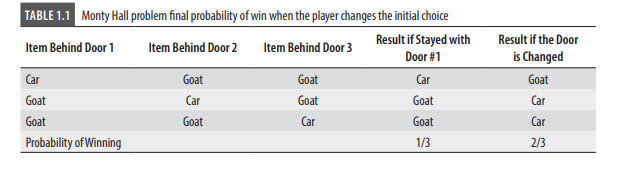 TABLE 1.1 Monty Hall problem final probability of win when the player changes the initial choice
Item Behind Door 1 Item Behind Door 2 Item Behind Door 3 Result if Stayed with Door #1 Result if the Door is Changed
Car Goat Goat Car Goat
Goat Car Goat Goat Car
Goat Goat Car Goat Car
Probability of Winning 1/3 2/3